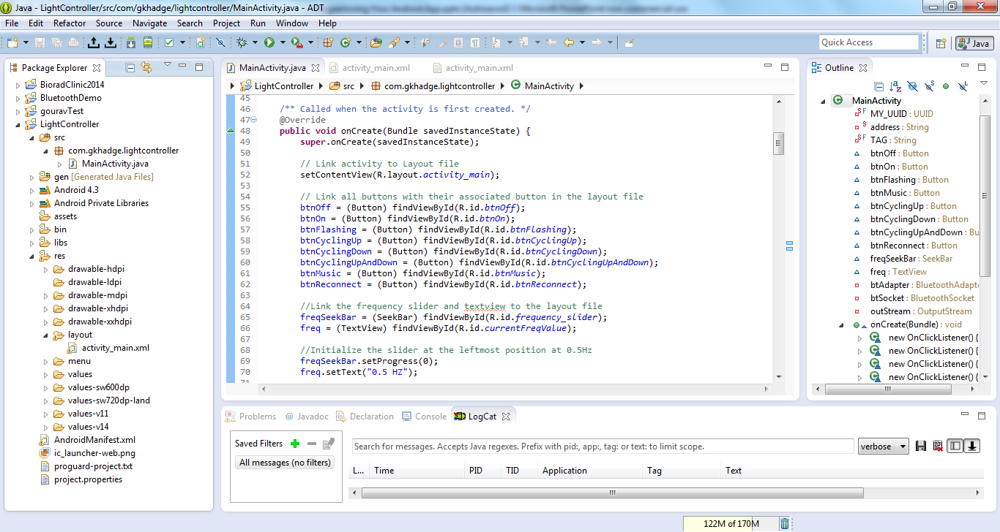 Java - LightController/src/com/gkhadge/lightcontroller/MainActivity.java - ADT
File Edit Refactor Source Navigate Search Project Run Window Help
Quick Access
Java
Package Explorer
BioradClinic2014
BluetoothDemo
gouravTest
LightController
src
com.gkhadge.lightcontroller
MainActivity.java
gen [Generated Java Files]
Android 4.3
Android Private Libraries
assets
bin
libs
res
drawable-hdpi
drawable-ldpi
drawable-mdpi
drawable-xhdpi
drawable-xxhdpi
layout
activity_main.xml
menu
values
values-sw600dp
values-sw720dp-land
values-v11
values-v14
AndroidManifest.xml
ic_launcher-web.png
proguard-project.txt
project.properties
MainActivity.java activity_main.xml activity_main.xml
LightController src com.gkhadge.lightcontroller MainActivity
45
46 /** Called when the activity is first created. */
47 @Override
48 public void onCreate(Bundle savedInstanceState) {
49 super.onCreate(savedInstanceState);
50
51 // Link activity to Layout file
52 setContentView(R.layout.activity_main);
53
54 // Link all buttons with their associated button in the layout file
55 btnOff = (Button) findViewById(R.id.btnOff);
56 btnOn = (Button) findViewById(R.id.btnOn);
57 btnFlashing = (Button) findViewById(R.id.btnFlashing);
58 btnCyclingUp = (Button) findViewById(R.id.btnCyclingUp);
59 btnCyclingDown = (Button) findViewById(R.id.btnCyclingDown);
60 btnCyclingUpAndDown = (Button) findViewById(R.id.btnCyclingUpAndDown);
61 btnMusic = (Button) findViewById(R.id.btnMusic);
62 btnReconnect = (Button) findViewById(R.id.btnReconnect);
63
64 //Link the frequency slider and textview to the layout file
65 freqSeekBar = (SeekBar) findViewById(R.id.frequency_slider);
66 freq = (TextView) findViewById(R.id.currentFreqValue);
67
68 //Initialize the slider at the leftmost position at 0.5Hz
69 freqSeekBar.setProgress(0);
70 freq.setText("0.5 HZ");
71
Outline
MainActivity
MY_UUID : UUID
address : String
TAG : String
btnOff : Button
btnOn : Button
btnFlashing : Button
btnMusic : Button
btnCyclingUp : Button
btnCyclingDown : Button
btnCyclingUpAndDown : Bu
btnReconnect : Button
freqSeekBar : SeekBar
freq : TextView
btAdapter : BluetoothAdapt
btSocket : BluetoothSocket
outStream : OutputStream
onCreate(Bundle) : void
new OnClickListener() {
new OnClickListener() {
new OnClickListener() {
new OnClickListener() {
Problems Javadoc Declaration Console LogCat
Saved Filters
All messages (no filters)
Search for messages. Accepts Java regexes. Prefix with pid:, app:, tag: or text: to limit scope.
verbose
L... Time PID TID Application Tag Text
122M of 170M